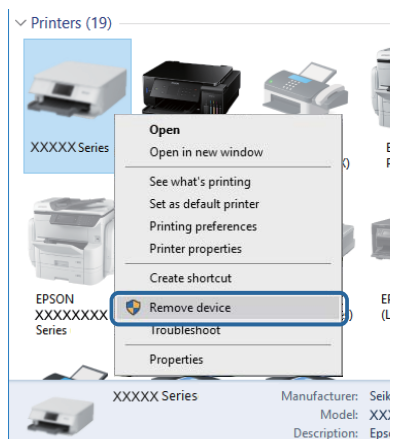 Printers (19)
XXXXX Series
Open
Open in new window
See what's printing
Set as default printer
Printing preferences
Printer properties
Create shortcut
Remove device
Troubleshoot
Properties
EPSON
XXXXXXXX
Series
XXXXX Series
Manufacturer:
Model:
Description: